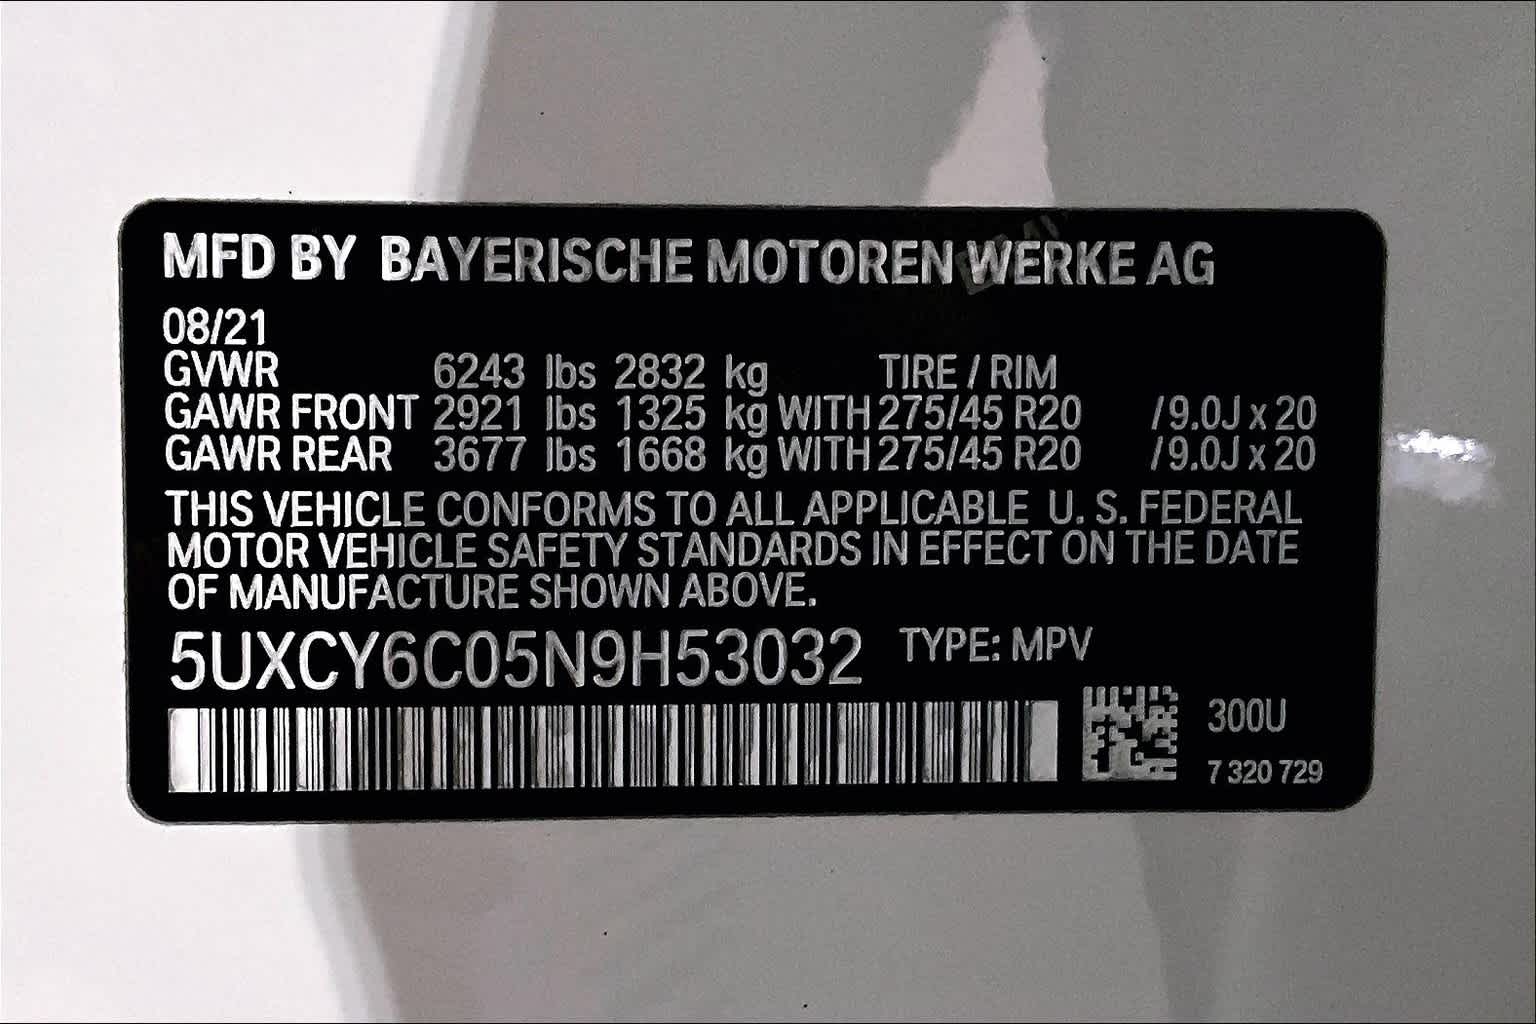 MFD BY BAYERISCHE MOTOREN WERKE AG
08/21
GVWR 6243 lbs 2832 kg TIRE / RIM
GAWR FRONT 2921 lbs 1325 kg WITH 275/45 R20 / 9.0J x 20
GAWR REAR 3677 lbs 1668 kg WITH 275/45 R20 / 9.0J x 20
THIS VEHICLE CONFORMS TO ALL APPLICABLE U. S. FEDERAL
MOTOR VEHICLE SAFETY STANDARDS IN EFFECT ON THE DATE
OF MANUFACTURE SHOWN ABOVE.
5UXCY6C05N9H53032 TYPE: MPV
300U
7 320 729